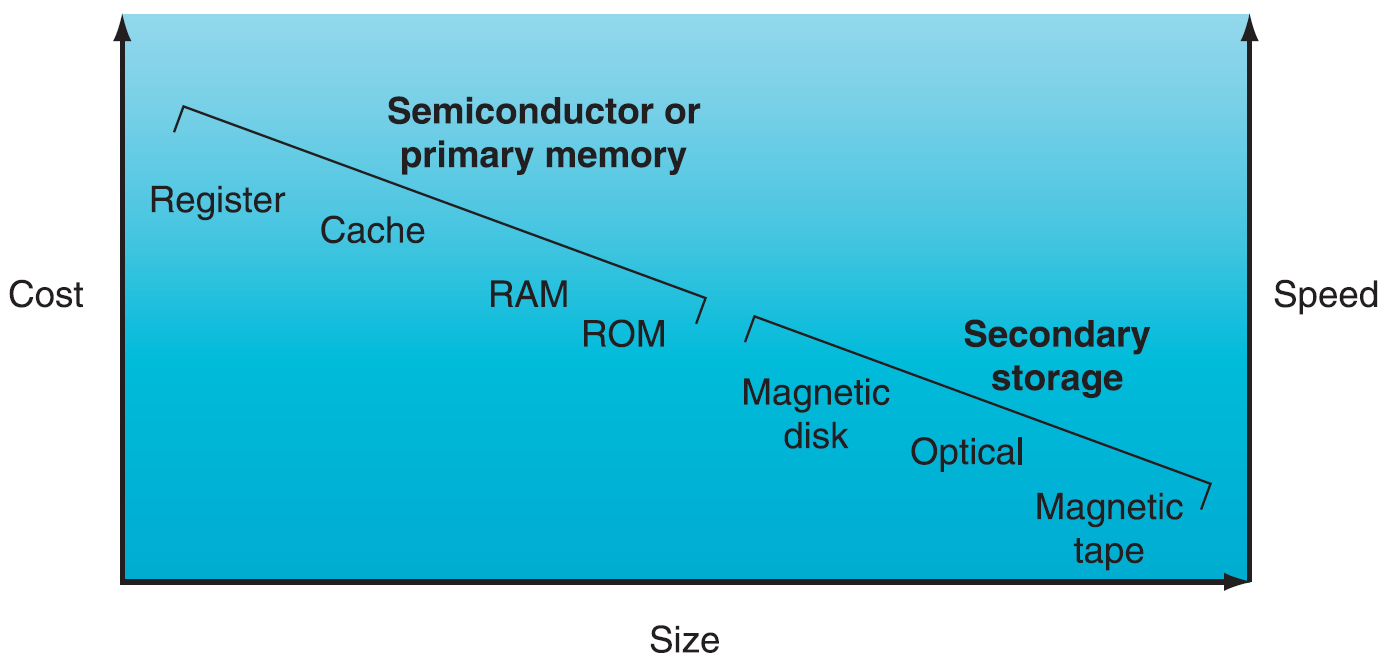 Semiconductor or
primary memory
Register
Cache
Cost
RAM
Speed
ROM
Secondary
storage
Magnetic
disk
Optical
Magnetic
tape
Size